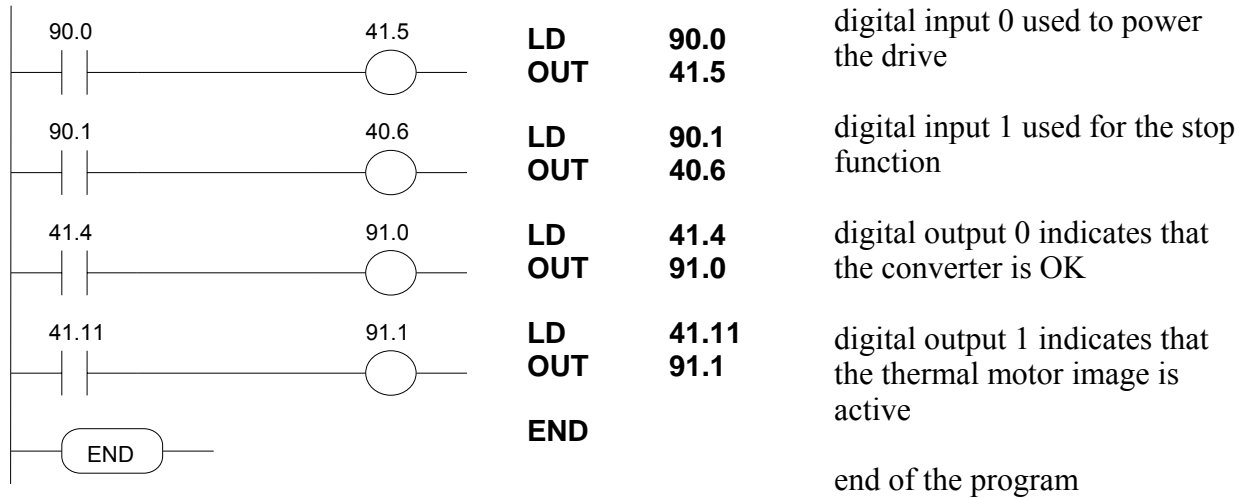 90.0 41.5 LD 90.0 digital input 0 used to power
OUT 41.5 the drive
90.1 40.6 LD 90.1 digital input 1 used for the stop
OUT 40.6 function
41.4 91.0 LD 41.4 digital output 0 indicates that
OUT 91.0 the converter is OK
41.11 91.1 LD 41.11 digital output 1 indicates that
OUT 91.1 the thermal motor image is
active
END END
end of the program